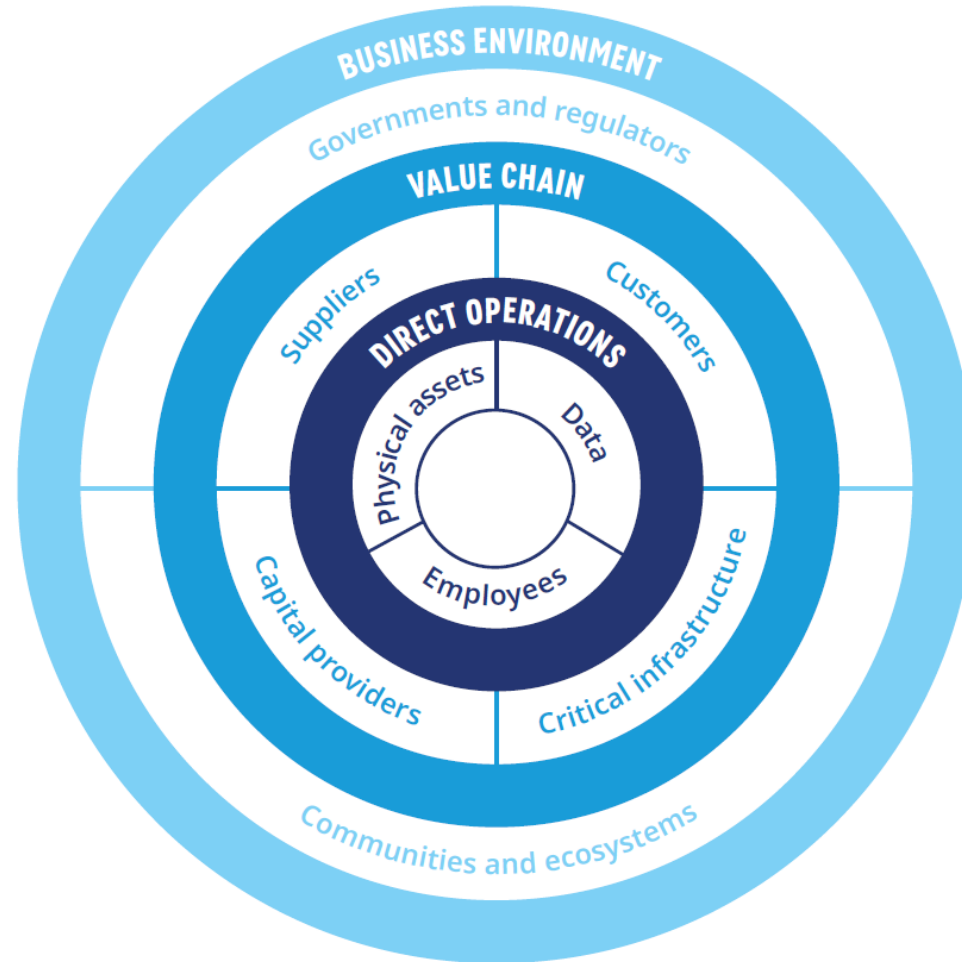 BUSINESS ENVIRONMENT
Governments and regulators
VALUE CHAIN
Suppliers
Customers
DIRECT OPERATIONS
Physical assets
Data
Employees
Capital providers
Critical infrastructure
Communities and ecosystems